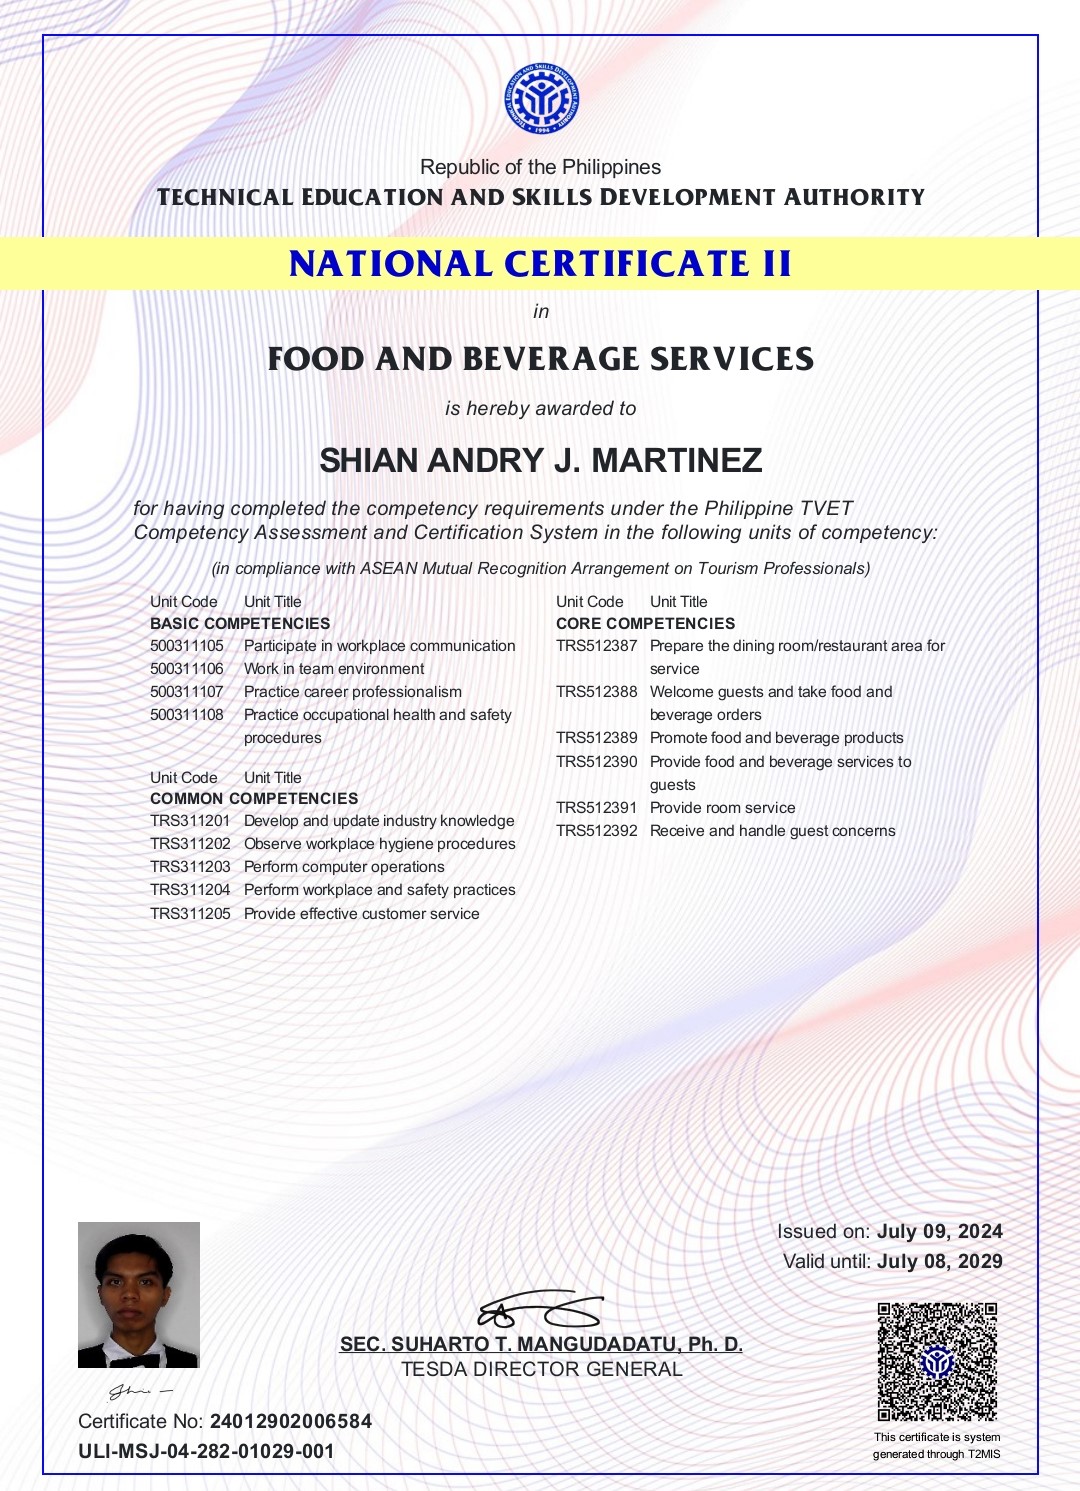 TECHNICAL EDUCATION AND SKILLS DEVELOPMENT AUTHORITY
1994
Republic of the Philippines
TECHNICAL EDUCATION AND SKILLS DEVELOPMENT AUTHORITY
NATIONAL CERTIFICATE II
in
FOOD AND BEVERAGE SERVICES
is hereby awarded to
SHIAN ANDRY J. MARTINEZ
for having completed the competency requirements under the Philippine TVET
Competency Assessment and Certification System in the following units of competency:
(in compliance with ASEAN Mutual Recognition Arrangement on Tourism Professionals)
Unit Code Unit Title
BASIC COMPETENCIES
500311105 Participate in workplace communication
500311106 Work in team environment
500311107 Practice career professionalism
500311108 Practice occupational health and safety
procedures
Unit Code Unit Title
COMMON COMPETENCIES
TRS311201 Develop and update industry knowledge
TRS311202 Observe workplace hygiene procedures
TRS311203 Perform computer operations
TRS311204 Perform workplace and safety practices
TRS311205 Provide effective customer service
Unit Code Unit Title
CORE COMPETENCIES
TRS512387 Prepare the dining room/restaurant area for
service
TRS512388 Welcome guests and take food and
beverage orders
TRS512389 Promote food and beverage products
TRS512390 Provide food and beverage services to
guests
TRS512391 Provide room service
TRS512392 Receive and handle guest concerns
Issued on: July 09, 2024
Valid until: July 08, 2029
SEC. SUHARTO T. MANGUDADATU, Ph. D.
TESDA DIRECTOR GENERAL
Certificate No: 24012902006584
ULI-MSJ-04-282-01029-001
This certificate is system
generated through T2MIS